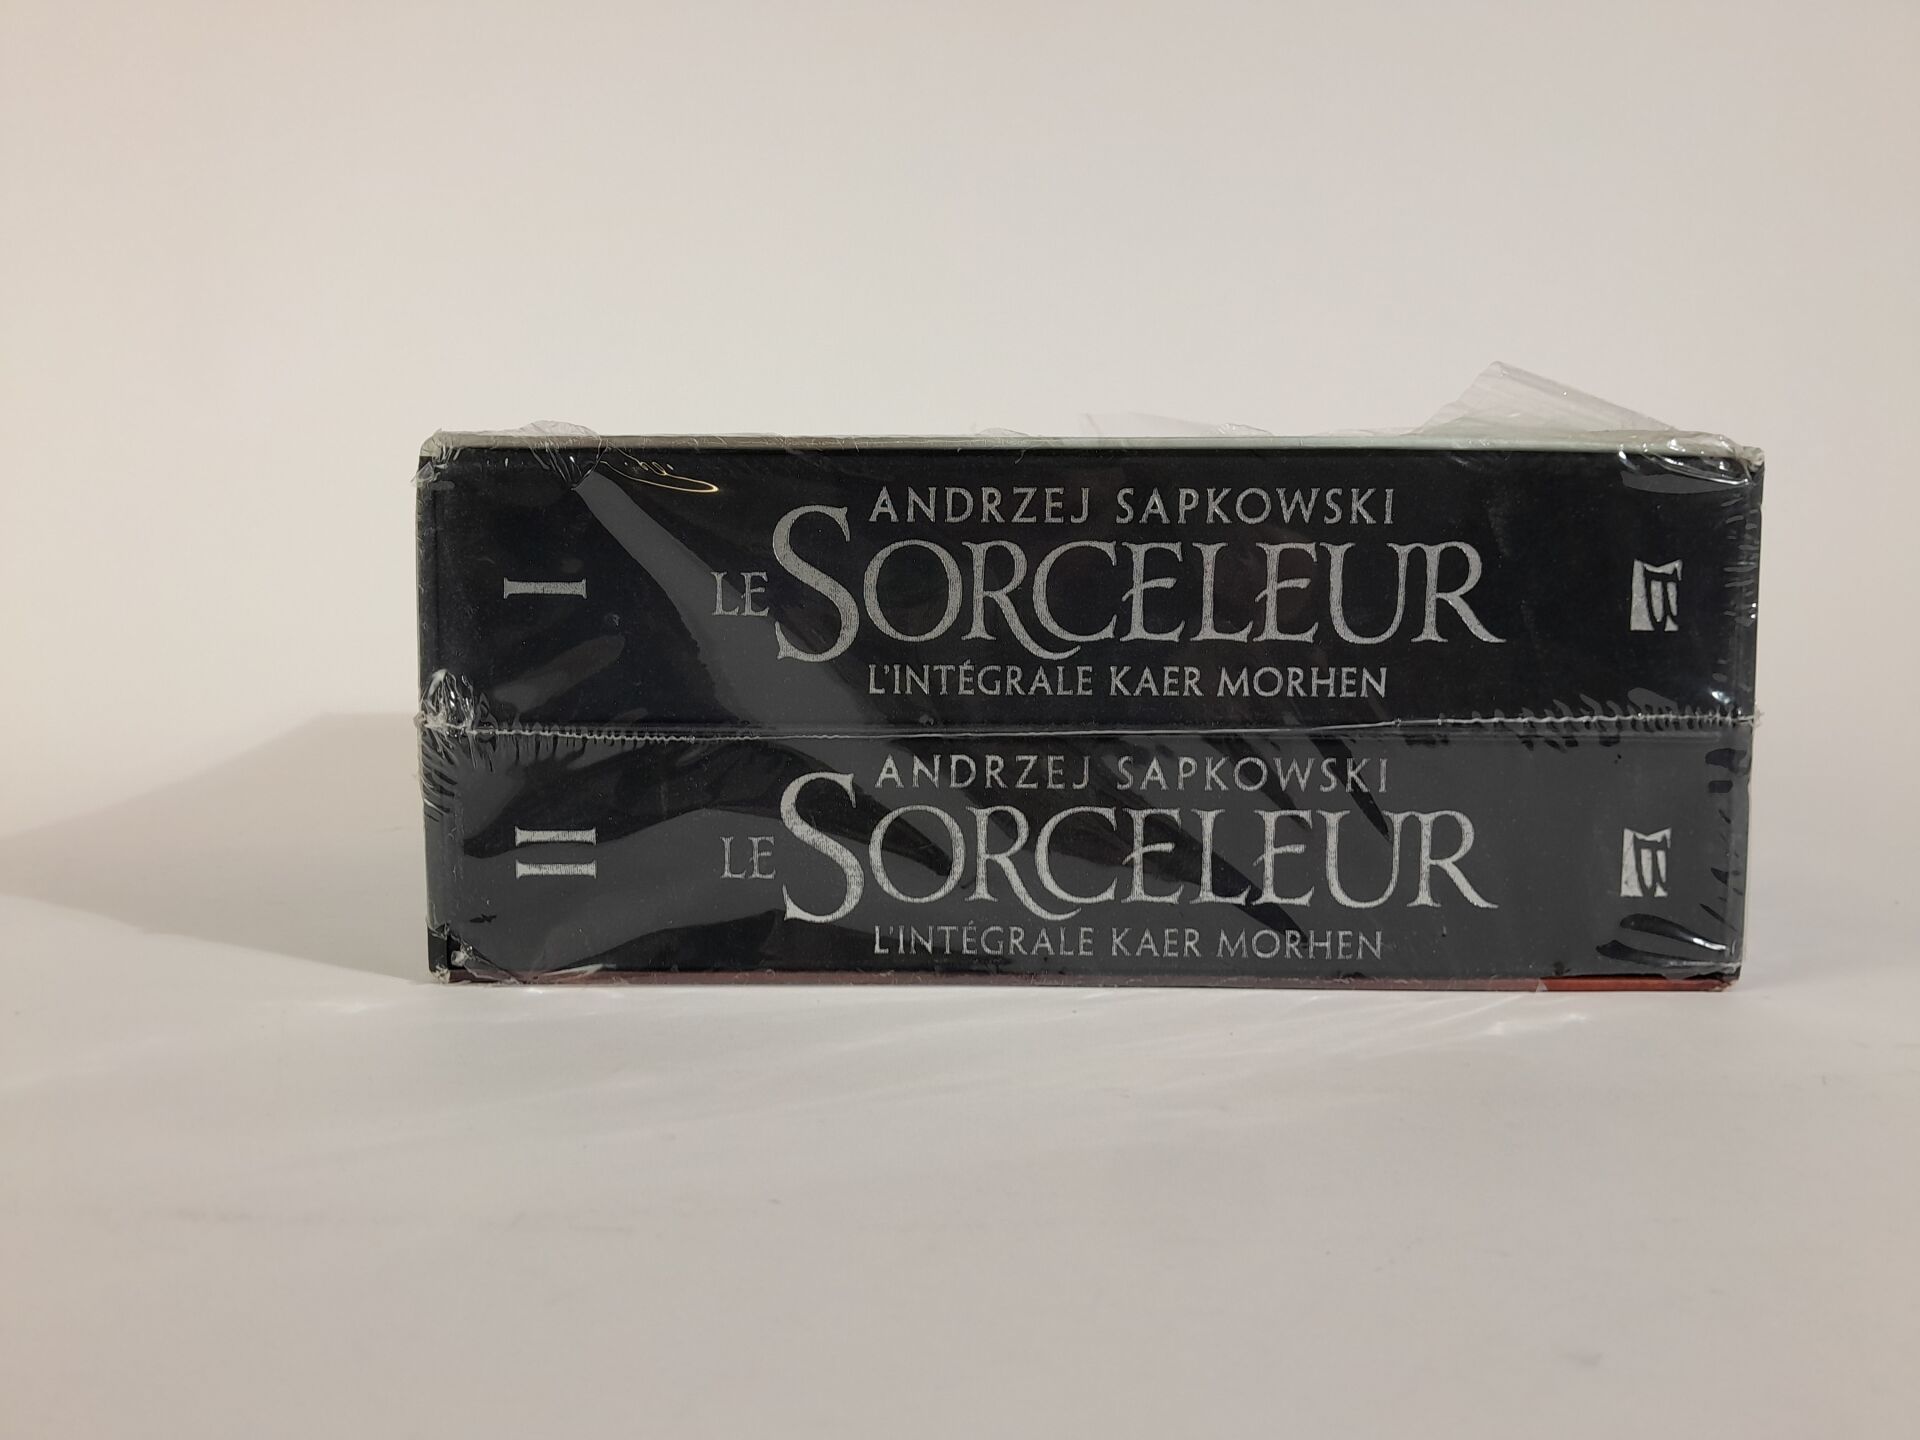 I
ANDRZEJ SAPKOWSKI
LE SORCELEUR
L'INTÉGRALE KAER MORHEN
II
ANDRZEJ SAPKOWSKI
LE SORCELEUR
L'INTÉGRALE KAER MORHEN